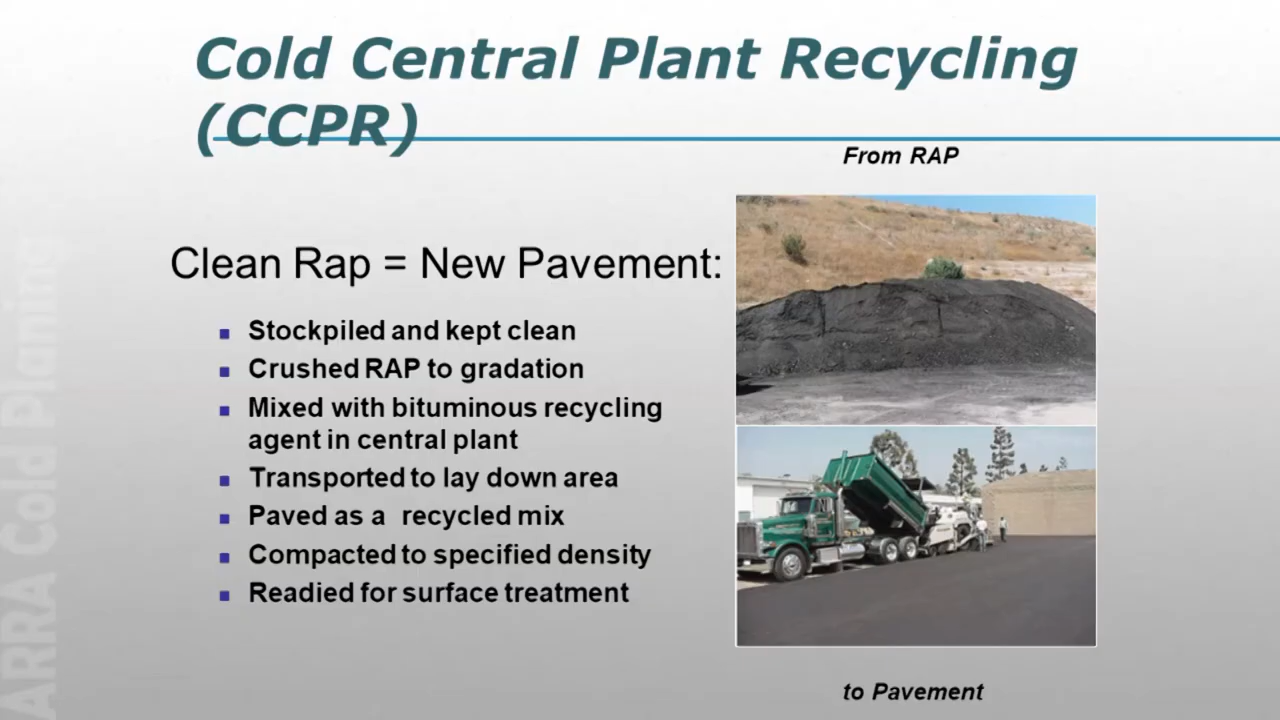 Cold Central Plant Recycling
(CCPR)
From RAP
Clean Rap = New Pavement:
Stockpiled and kept clean
Crushed RAP to gradation
Mixed with bituminous recycling
agent in central plant
Transported to lay down area
Paved as a recycled mix
Compacted to specified density
Readied for surface treatment
to Pavement
ARRA Cold Planning